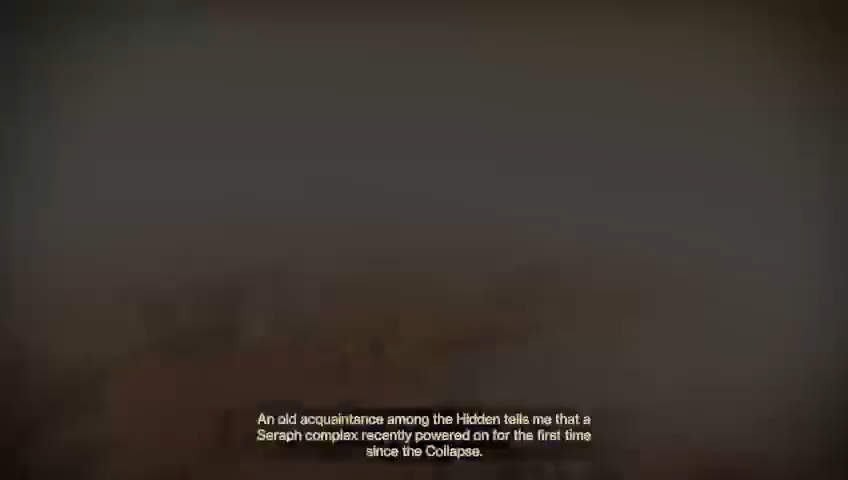 An old acquaintance among the Hidden tells me that a
Seraph complex recently powered on for the first time
since the Collapse.